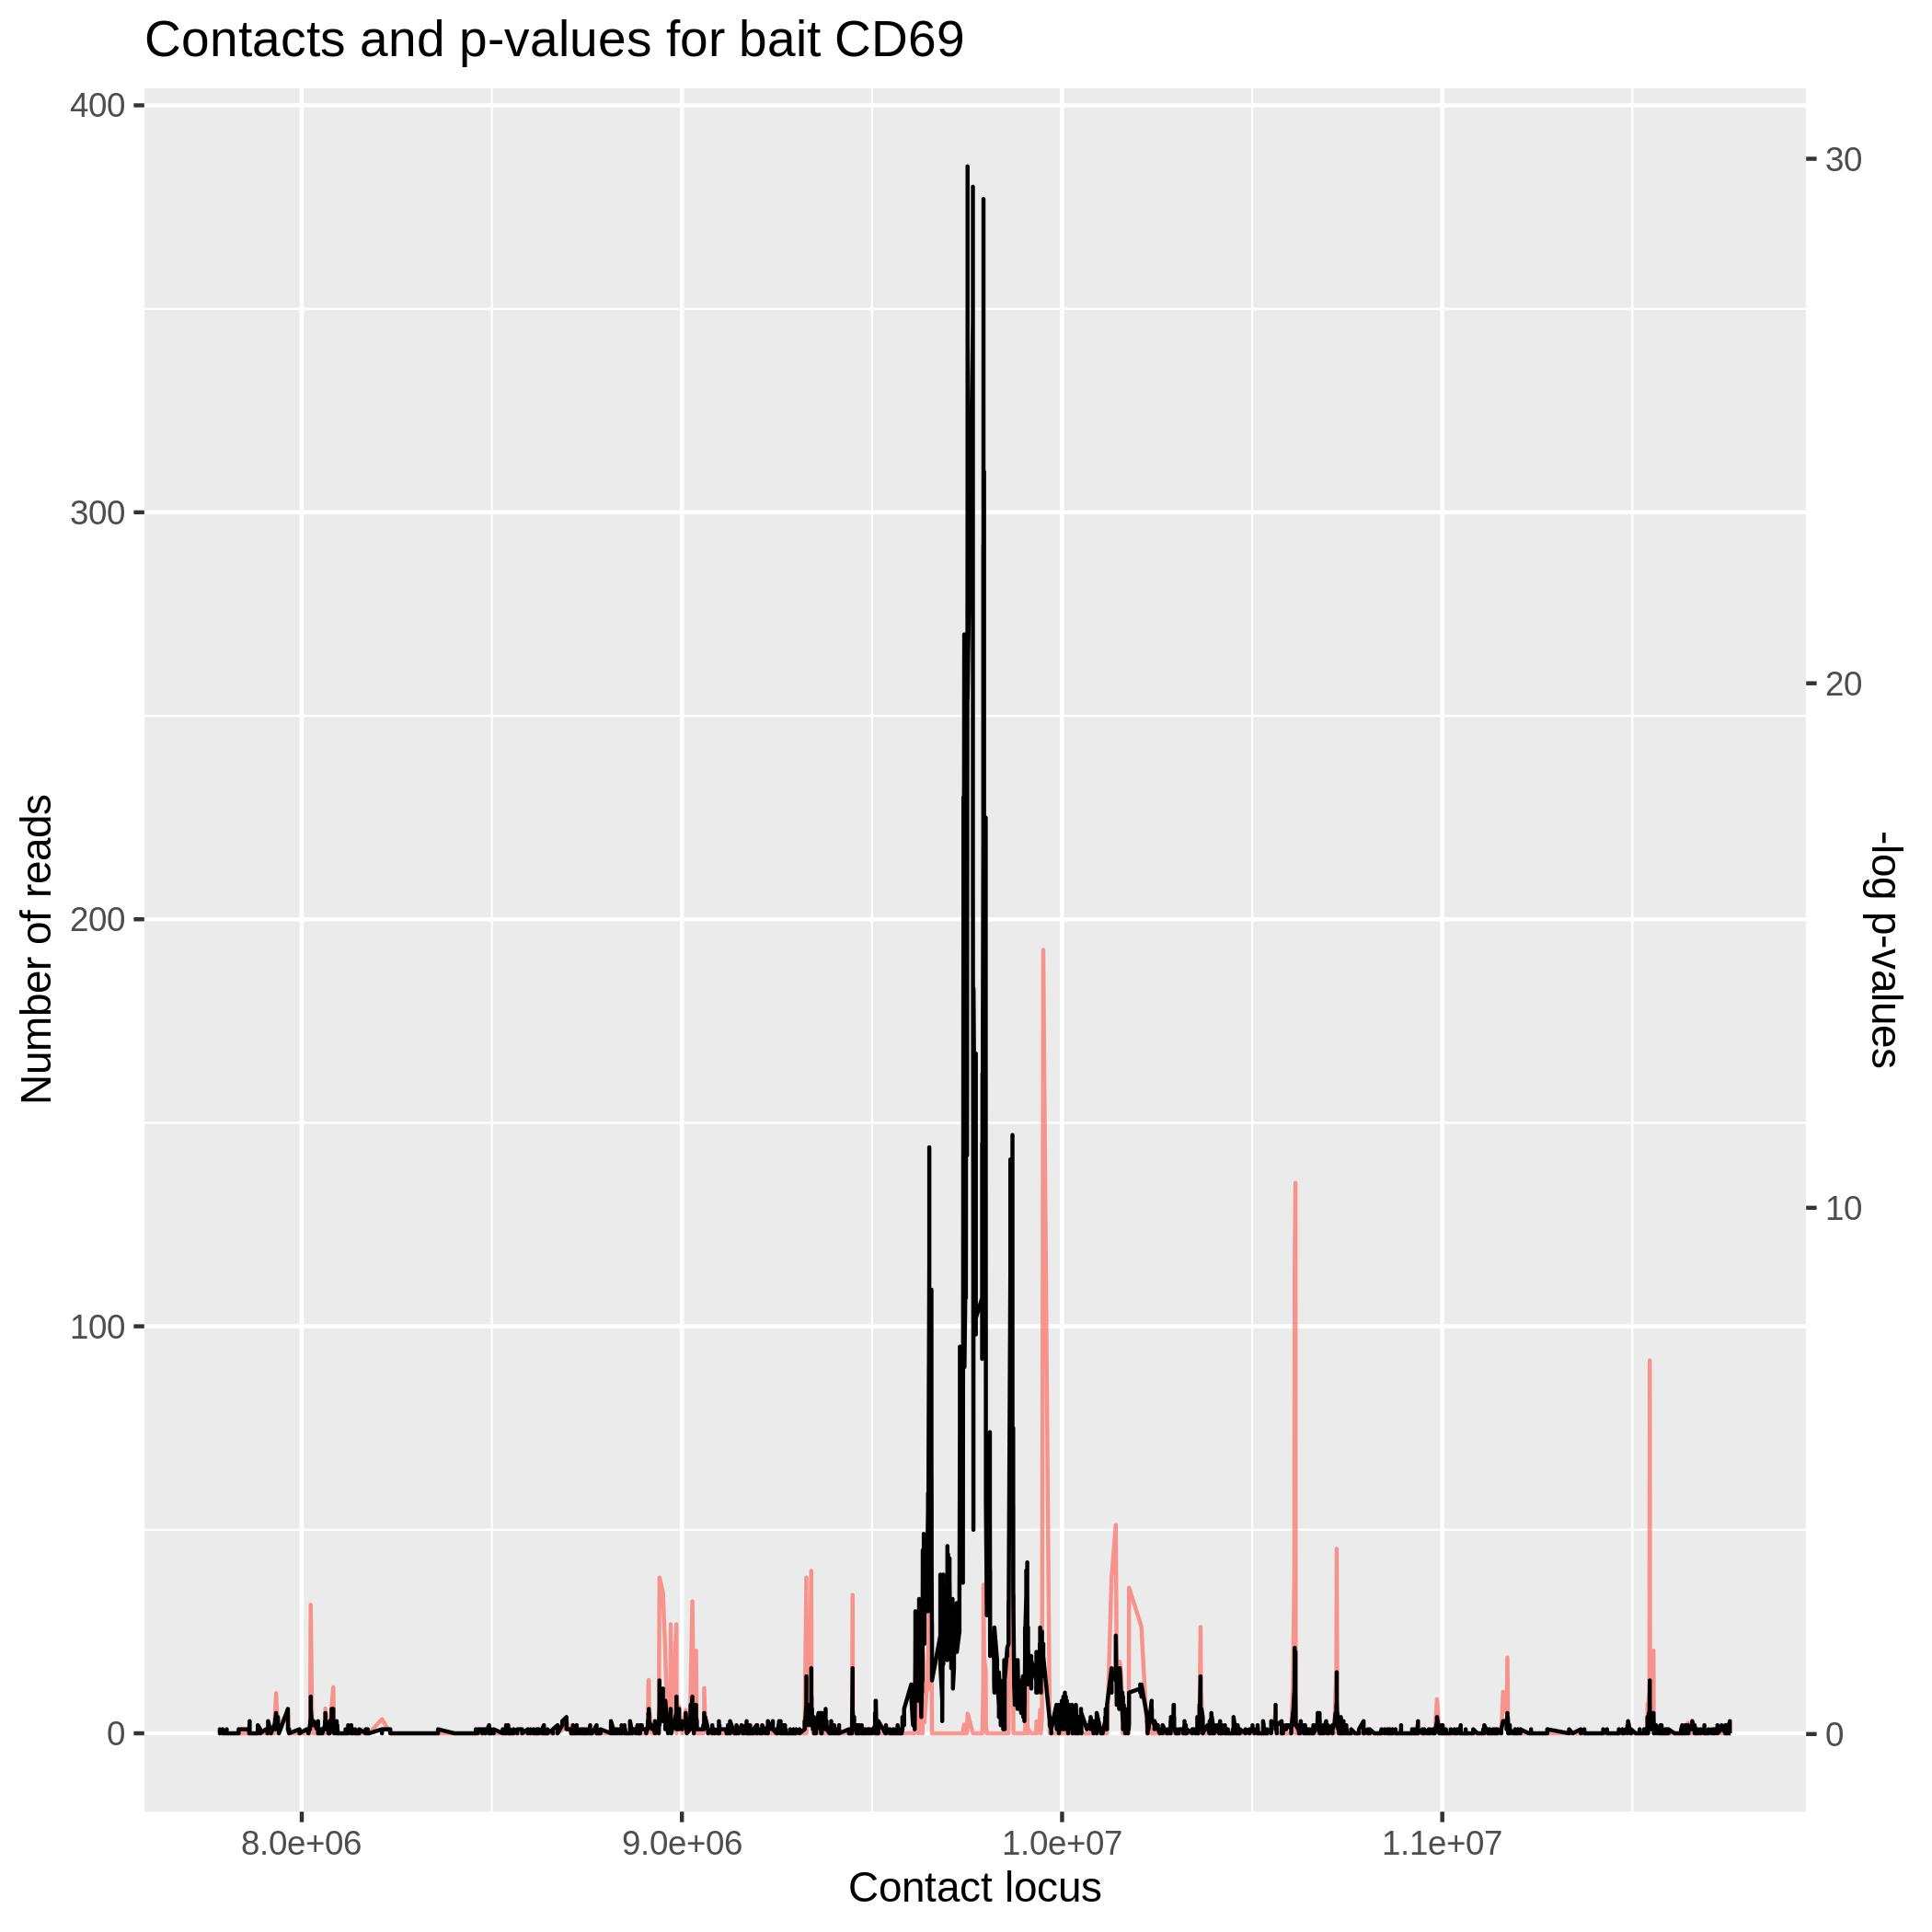 Contacts and p-values for bait CD69
400
300
200
100
0
Number of reads
30
20
10
0
-log p-values
8.0e+06 9.0e+06 1.0e+07 1.1e+07
Contact locus